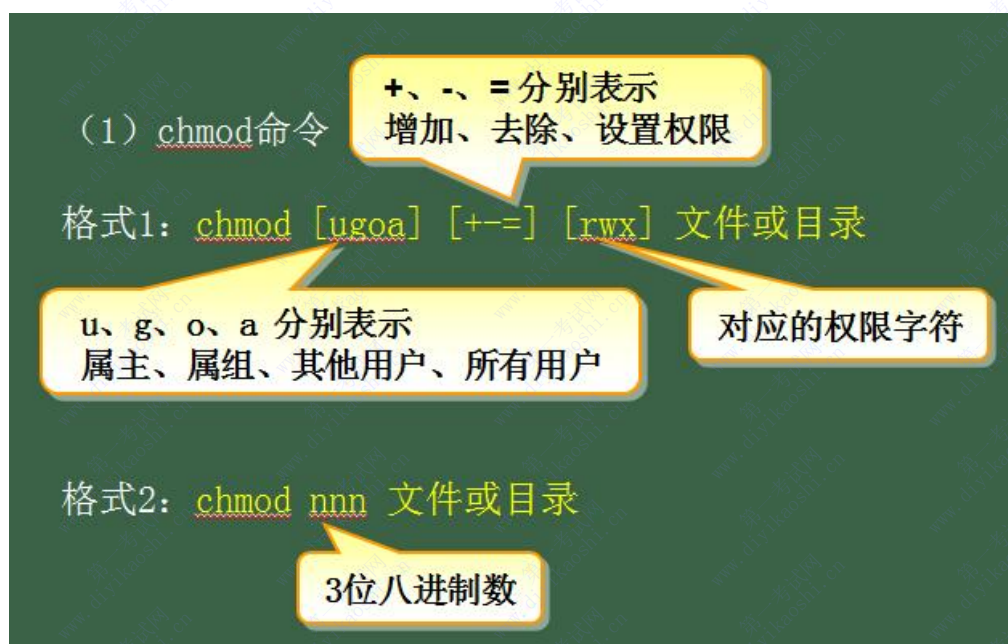 +、-、= 分别表示
增加、去除、设置权限
（1）chmod命令
格式1：chmod [ugoa] [+-=] [rwx] 文件或目录
u、g、o、a 分别表示
属主、属组、其他用户、所有用户
对应的权限字符
格式2：chmod nnn 文件或目录
3位八进制数